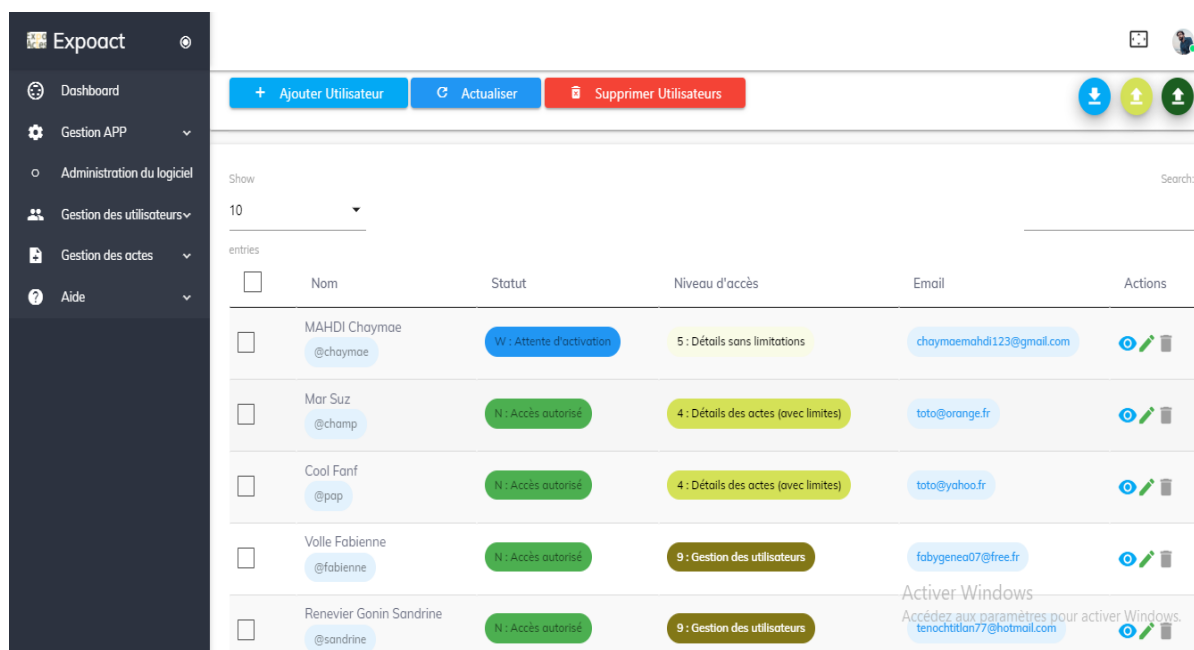 Expoact
Dashboard
Gestion APP
Administration du logiciel
Gestion des utilisateurs
Gestion des actes
Aide
+ Ajouter Utilisateur
Actualiser
Supprimer Utilisateurs
Show
Search:
10
entries
Nom Statut Niveau d'accès Email Actions
MAHDI Chaymae
@chaymae
W : Attente d'activation
5 : Détails sans limitations
chaymaemahdi123@gmail.com
Mar Suz
@champ
N : Accès autorisé
4 : Détails des actes (avec limites)
toto@orange.fr
Cool Fanf
@pap
N : Accès autorisé
4 : Détails des actes (avec limites)
toto@yahoo.fr
Volle Fabienne
@fabienne
N : Accès autorisé
9 : Gestion des utilisateurs
fabygenea07@free.fr
Renevier Gonin Sandrine
@sandrine
N : Accès autorisé
9 : Gestion des utilisateurs
tenochtitlan77@hotmail.com
Activer Windows
Accédez aux paramètres pour activer Windows.